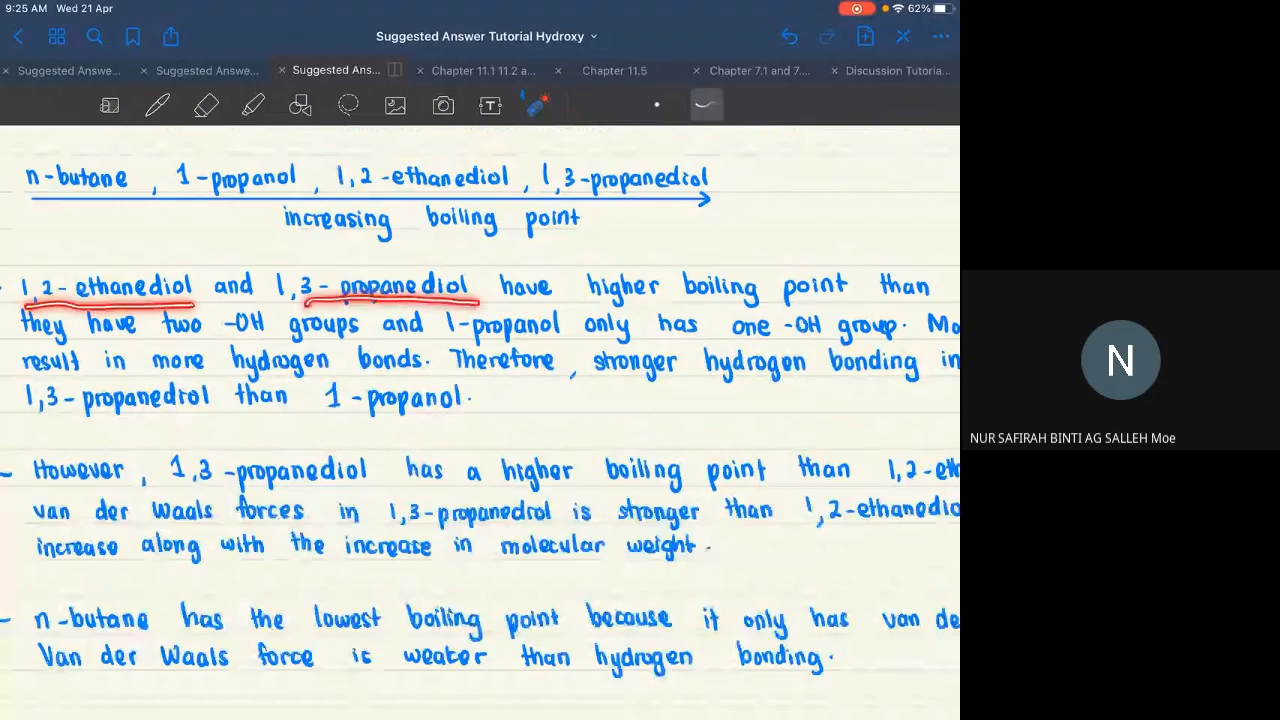 9:25 AM Wed 21 Apr
62%
Suggested Answer Tutorial Hydroxy
Suggested Answe...
Suggested Answe...
Suggested Ans...
Chapter 11.1 11.2 a...
Chapter 11.5
Chapter 7.1 and 7....
Discussion Tutoria...
n-butane , 1-propanol , 1,2-ethanediol , 1,3-propanediol
increasing boiling point
1,2-ethanediol and 1,3-propanediol have higher boiling point than
they have two -OH groups and 1-propanol only has one -OH group. Mo
result in more hydrogen bonds. Therefore, stronger hydrogen bonding in
1,3-propanediol than 1-propanol.
- However, 1,3-propanediol has a higher boiling point than 1,2-eth
van der Waals forces in 1,3-propanediol is stronger than 1,2-ethanedio
increase along with the increase in molecular weight.
- n-butane has the lowest boiling point because it only has van de
Van der Waals force is weaker than hydrogen bonding.
N
NUR SAFIRAH BINTI AG SALLEH Moe